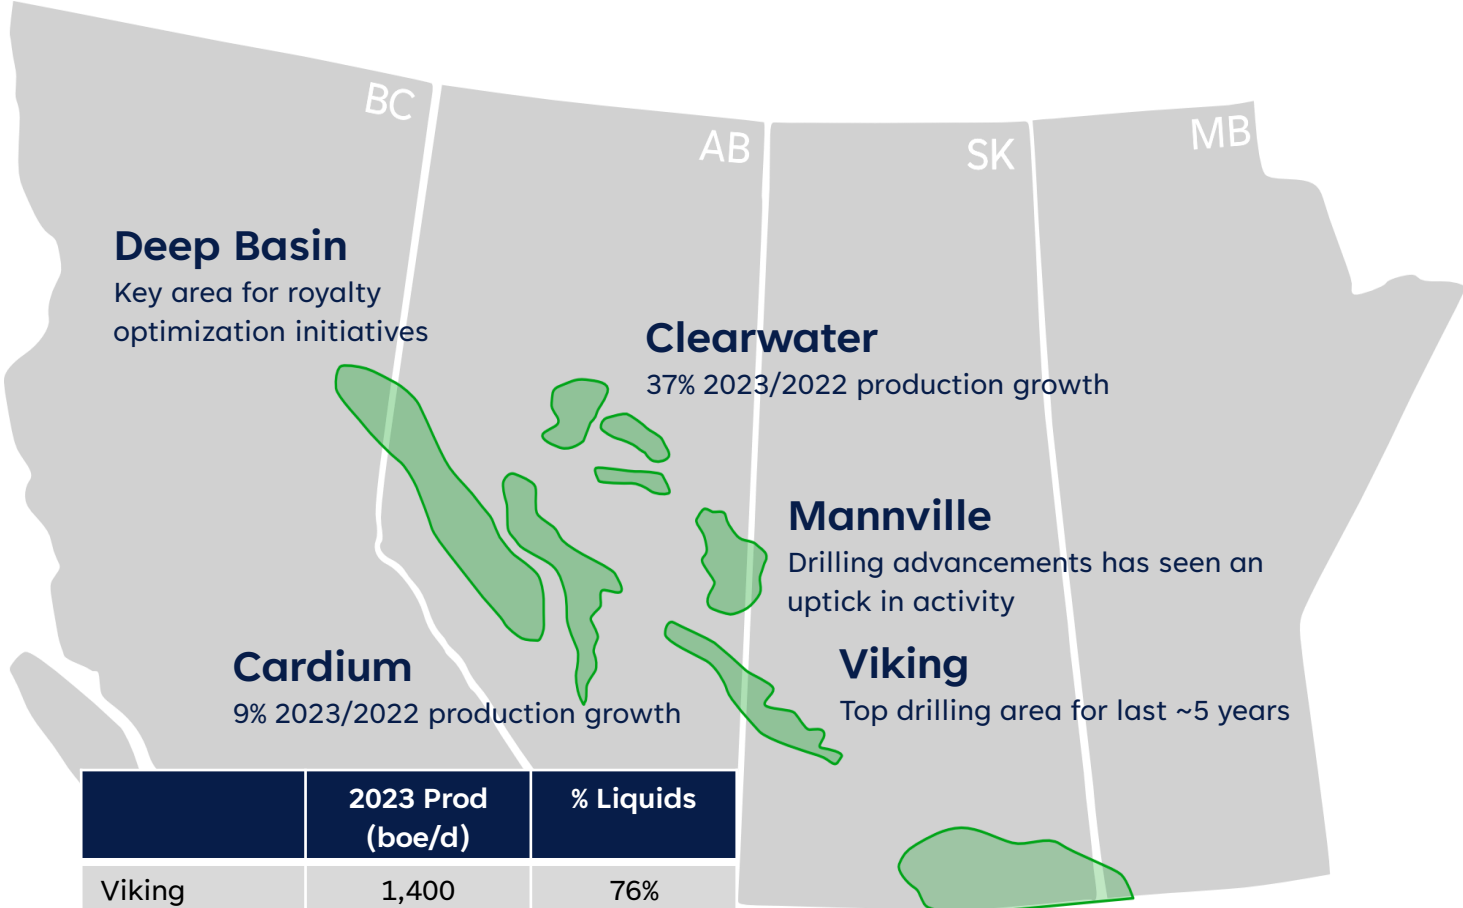 BC
AB
SK
MB
Deep Basin
Key area for royalty
optimization initiatives
Clearwater
37% 2023/2022 production growth
Mannville
Drilling advancements has seen an
uptick in activity
Viking
Top drilling area for last ~5 years
Cardium
9% 2023/2022 production growth
2023 Prod % Liquids
(boe/d)
Viking 1,400 76%